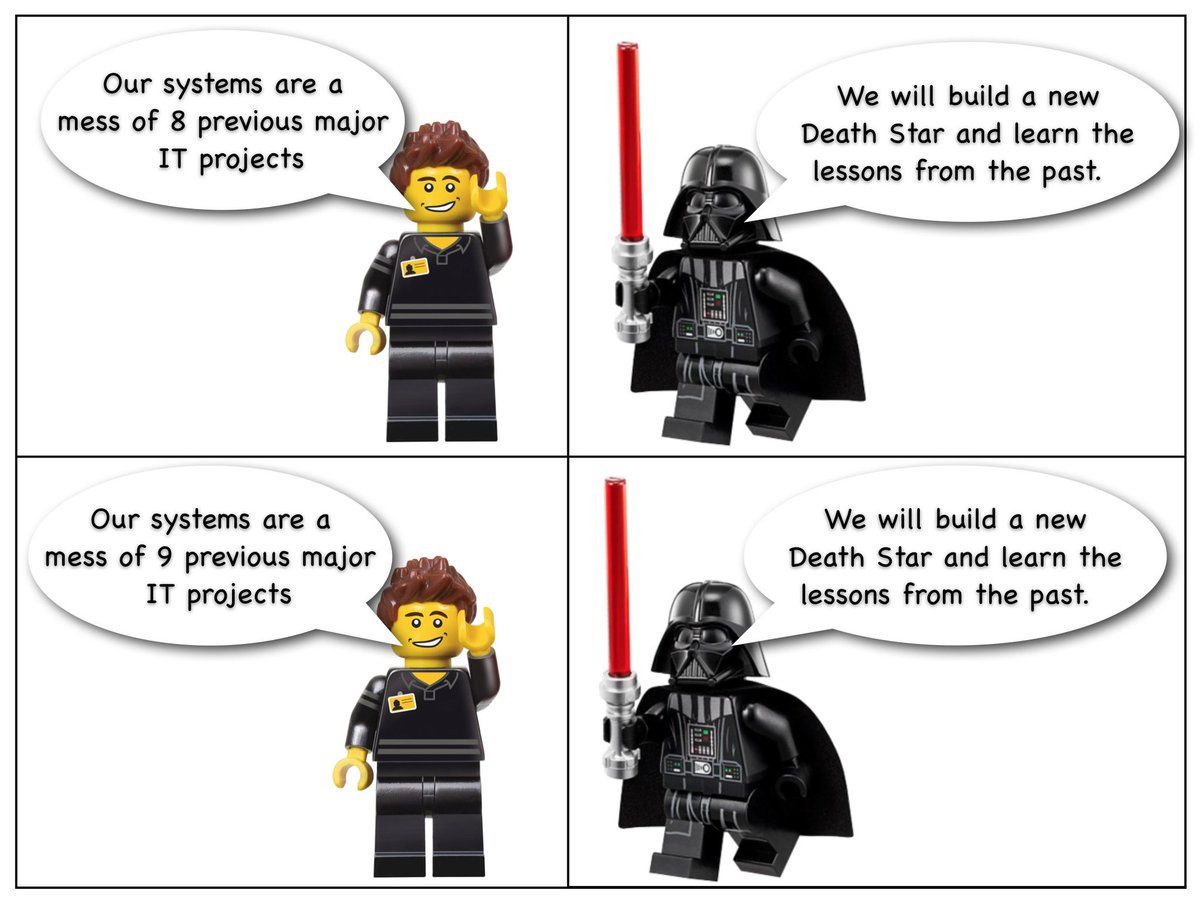 Our systems are a
mess of 8 previous major
IT projects
We will build a new
Death Star and learn the
lessons from the past.
Our systems are a
mess of 9 previous major
IT projects
We will build a new
Death Star and learn the
lessons from the past.